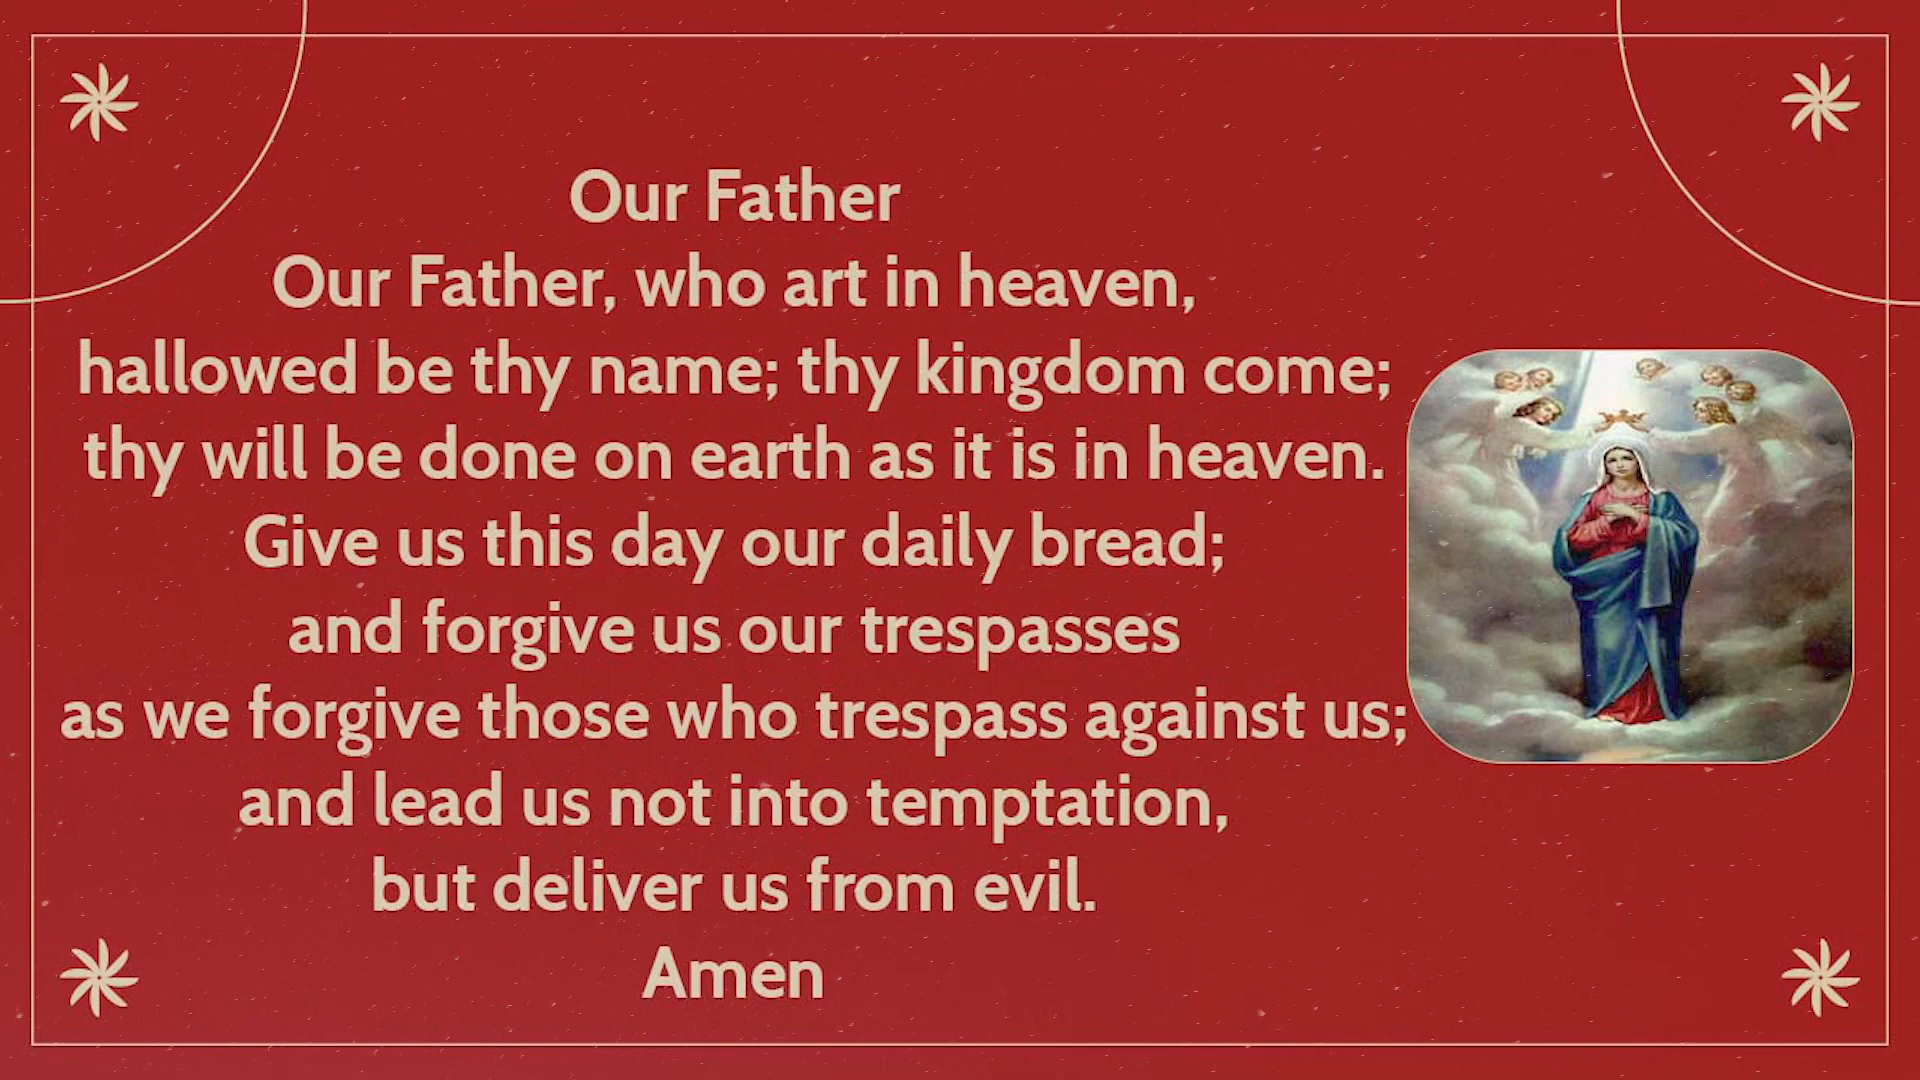 Our Father
Our Father, who art in heaven,
hallowed be thy name; thy kingdom come;
thy will be done on earth as it is in heaven.
Give us this day our daily bread;
and forgive us our trespasses
as we forgive those who trespass against us;
and lead us not into temptation,
but deliver us from evil.
Amen